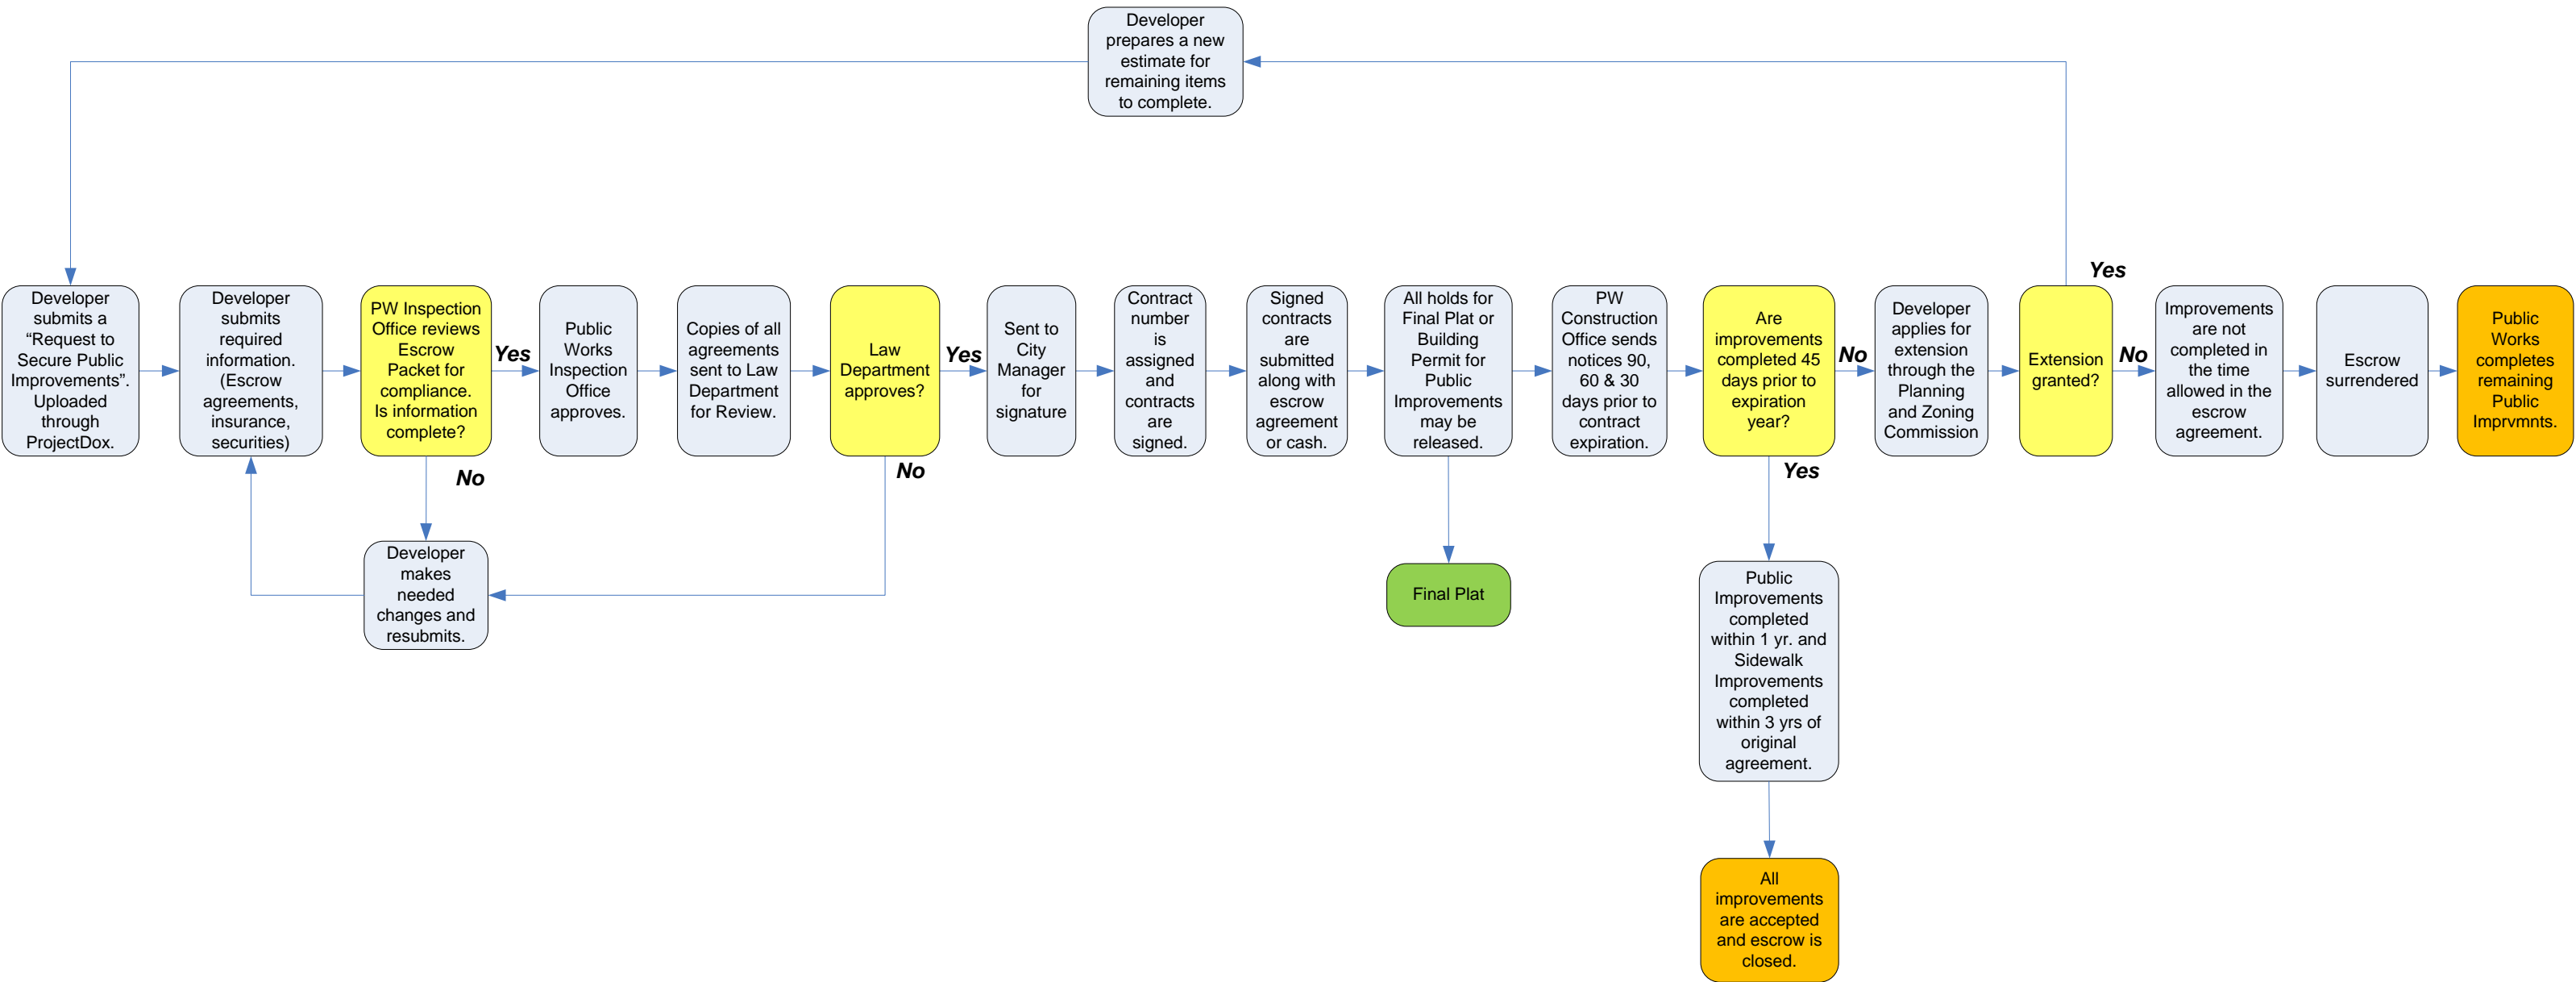 Developer
prepares a new
estimate for
remaining items
to complete.
Developer
submits a
“Request to
Secure Public
Improvements”.
Uploaded
through
ProjectDox.
Developer
submits
required
information.
(Escrow
agreements,
insurance,
securities)
PW Inspection
Office reviews
Escrow
Packet for
compliance.
Is information
complete?
Yes
No
Developer
makes
needed
changes and
resubmits.
Public
Works
Inspection
Office
approves.
Copies of all
agreements
sent to Law
Department
for Review.
Law
Department
approves?
Yes
No
Sent to
City
Manager
for
signature
Contract
number
is
assigned
and
contracts
are
signed.
Signed
contracts
are
submitted
along with
escrow
agreement
or cash.
All holds for
Final Plat or
Building
Permit for
Public
Improvements
may be
released.
Final Plat
PW
Construction
Office sends
notices 90,
60 & 30
days prior to
contract
expiration.
Are
improvements
completed 45
days prior to
expiration
year?
No
Yes
Public
Improvements
completed
within 1 yr. and
Sidewalk
Improvements
completed
within 3 yrs of
original
agreement.
All
improvements
are accepted
and escrow is
closed.
Developer
applies for
extension
through the
Planning
and Zoning
Commission
Extension
granted?
Yes
No
Improvements
are not
completed in
the time
allowed in the
escrow
agreement.
Escrow
surrendered
Public
Works
completes
remaining
Public
Imprvmnts.